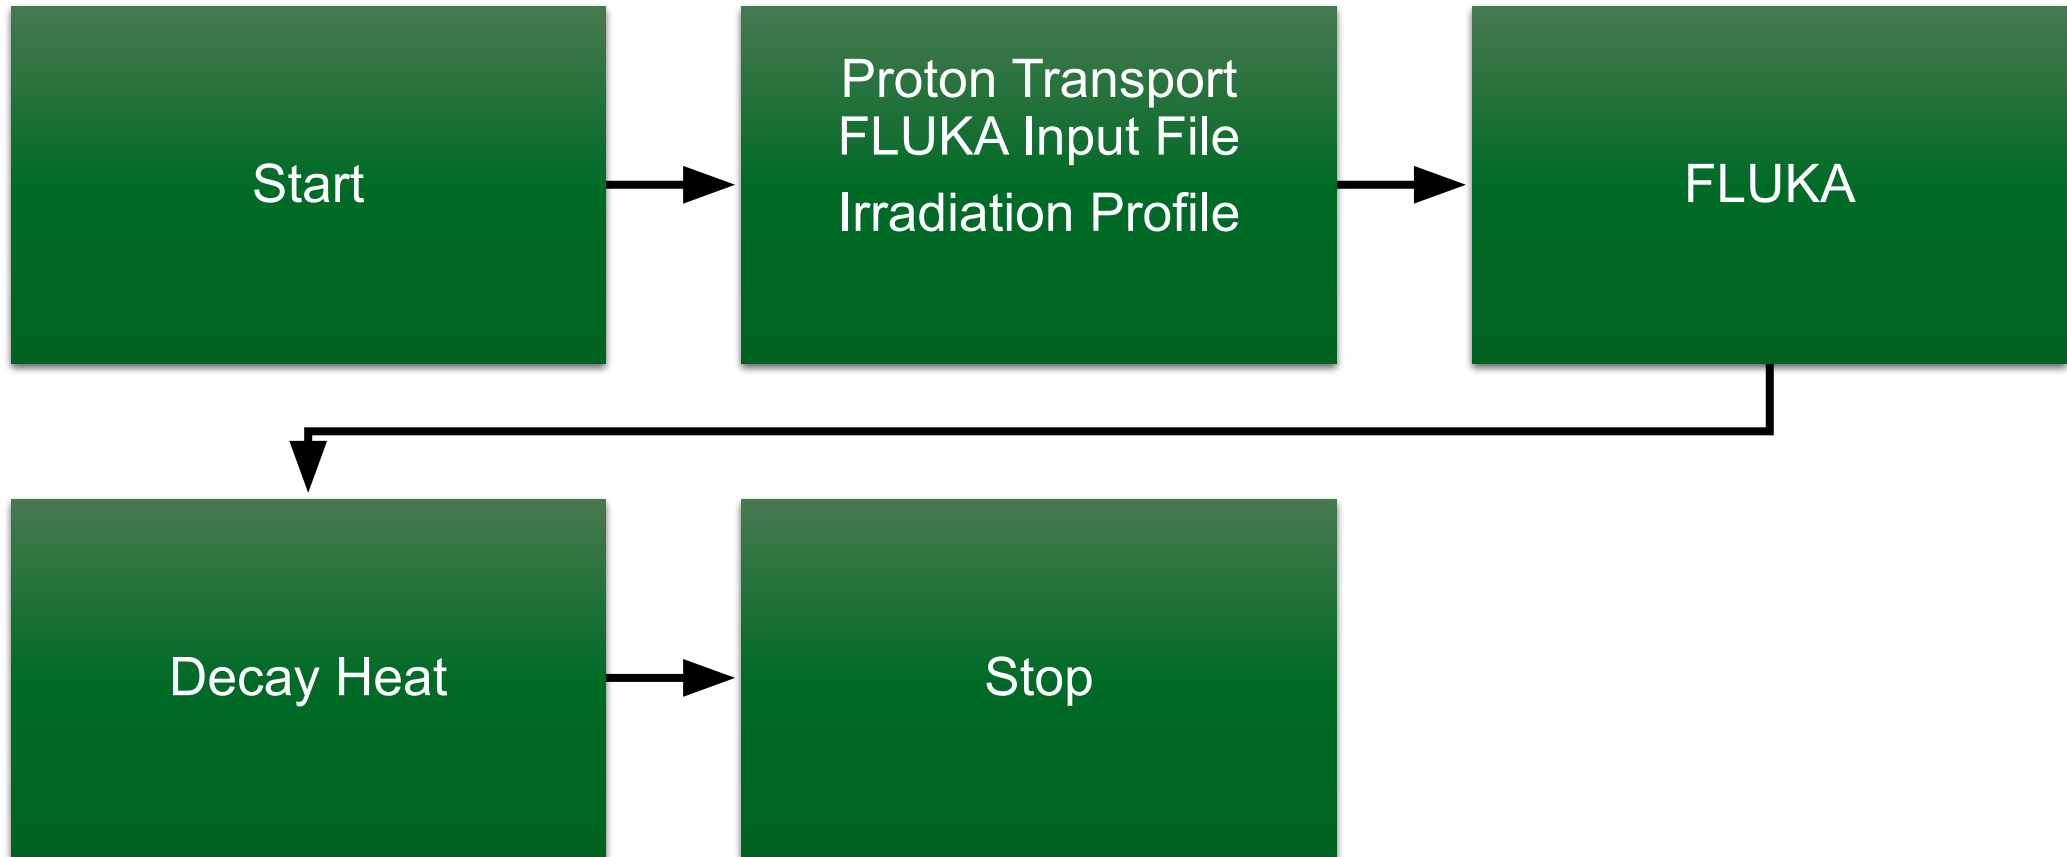 Start
Proton Transport
FLUKA Input File
Irradiation Profile
FLUKA
Decay Heat
Stop